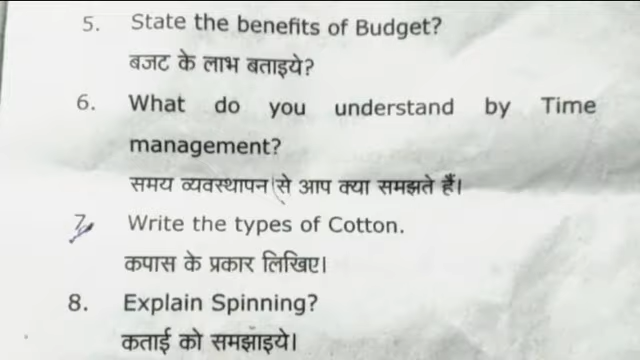 5. State the benefits of Budget?
बजट के लाभ बताइये?
6. What do you understand by Time
management?
समय व्यवस्थापन से आप क्या समझते हैं।
7. Write the types of Cotton.
कपास के प्रकार लिखिए।
8. Explain Spinning?
कताई को समझाइये।